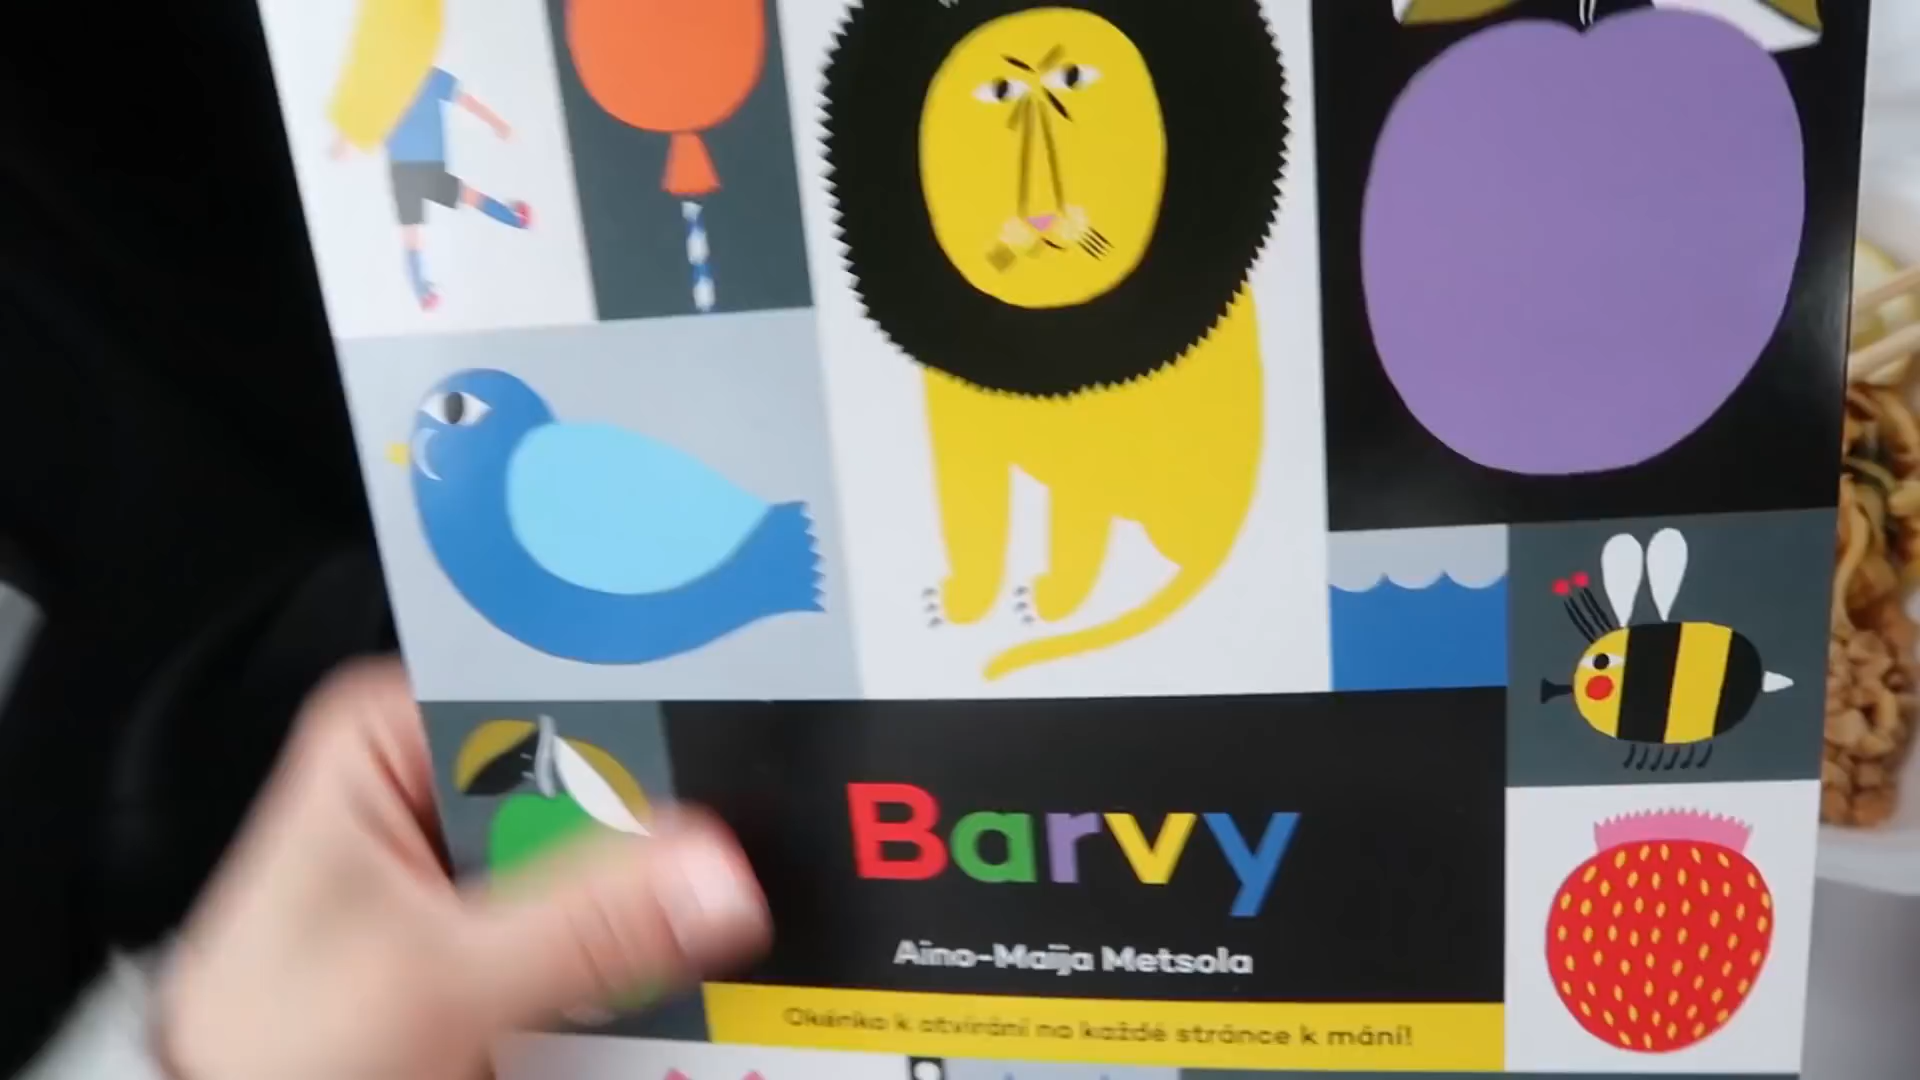 Barvy
Aino-Maija Metsola
Okénko k otvírání na každé stránce k mání!